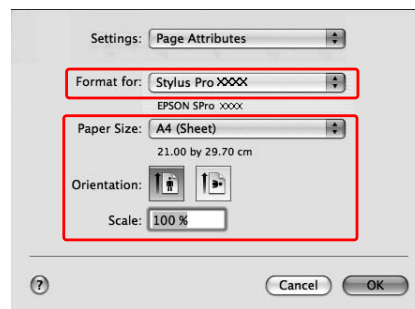 Settings: Page Attributes
Format for: Stylus Pro XXXX
EPSON SPro XXXX
Paper Size: A4 (Sheet)
21.00 by 29.70 cm
Orientation:
Scale: 100 %
? Cancel OK